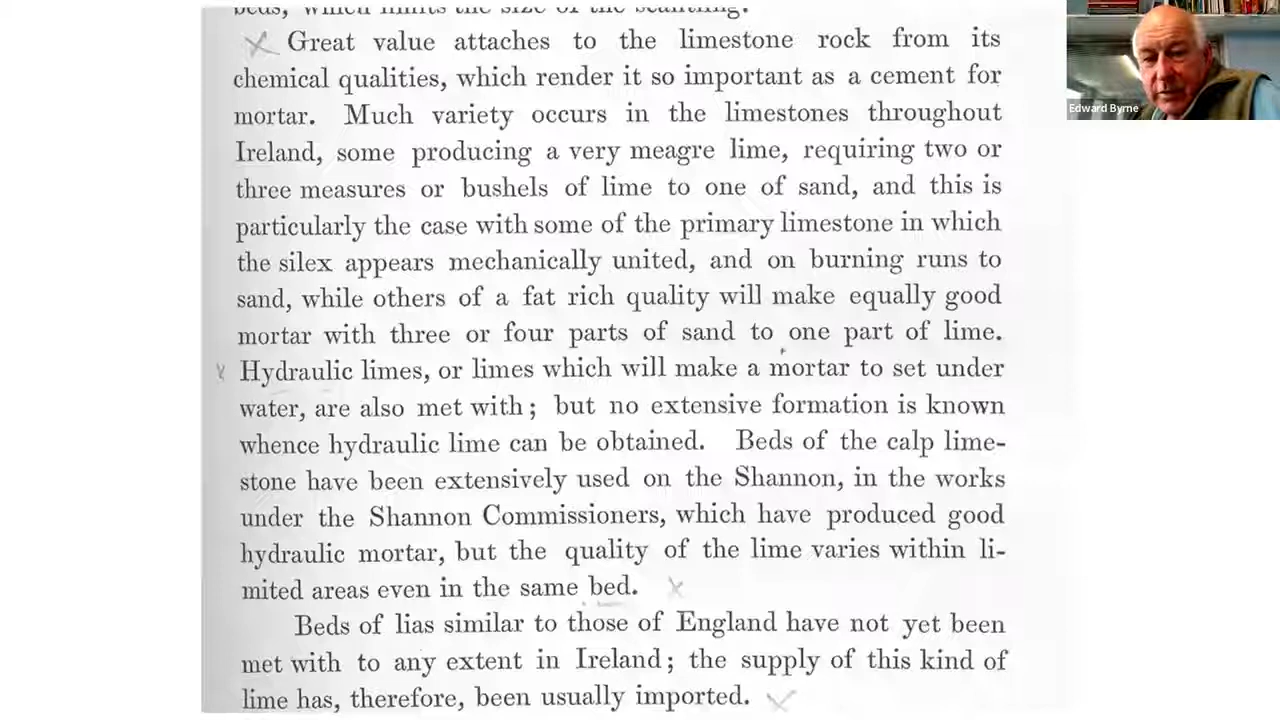 beds, which limits the size of the scantling.
Great value attaches to the limestone rock from its
chemical qualities, which render it so important as a cement for
mortar. Much variety occurs in the limestones throughout
Ireland, some producing a very meagre lime, requiring two or
three measures or bushels of lime to one of sand, and this is
particularly the case with some of the primary limestone in which
the silex appears mechanically united, and on burning runs to
sand, while others of a fat rich quality will make equally good
mortar with three or four parts of sand to one part of lime.
Hydraulic limes, or limes which will make a mortar to set under
water, are also met with; but no extensive formation is known
whence hydraulic lime can be obtained. Beds of the calp lime-
stone have been extensively used on the Shannon, in the works
under the Shannon Commissioners, which have produced good
hydraulic mortar, but the quality of the lime varies within li-
mited areas even in the same bed.
Beds of lias similar to those of England have not yet been
met with to any extent in Ireland; the supply of this kind of
lime has, therefore, been usually imported.
Edward Byrne